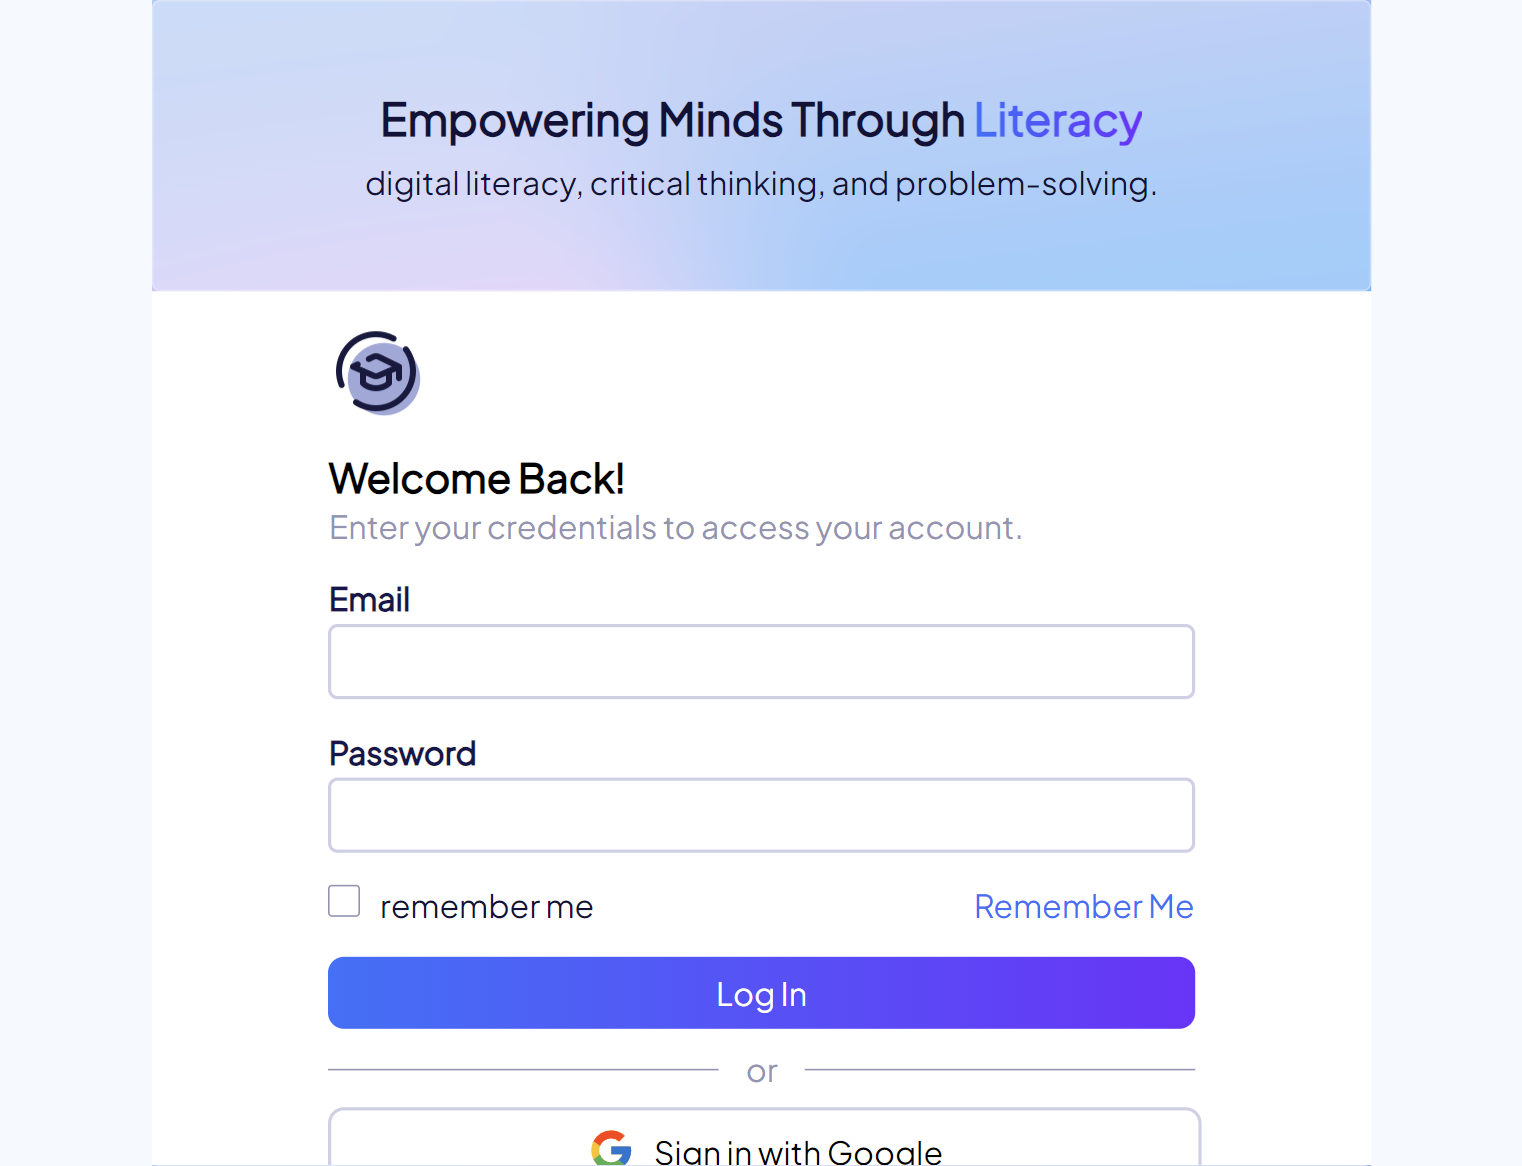 Empowering Minds Through Literacy
digital literacy, critical thinking, and problem-solving.
Welcome Back!
Enter your credentials to access your account.
Email
Password
remember me
Remember Me
Log In
or
Sign in with Google